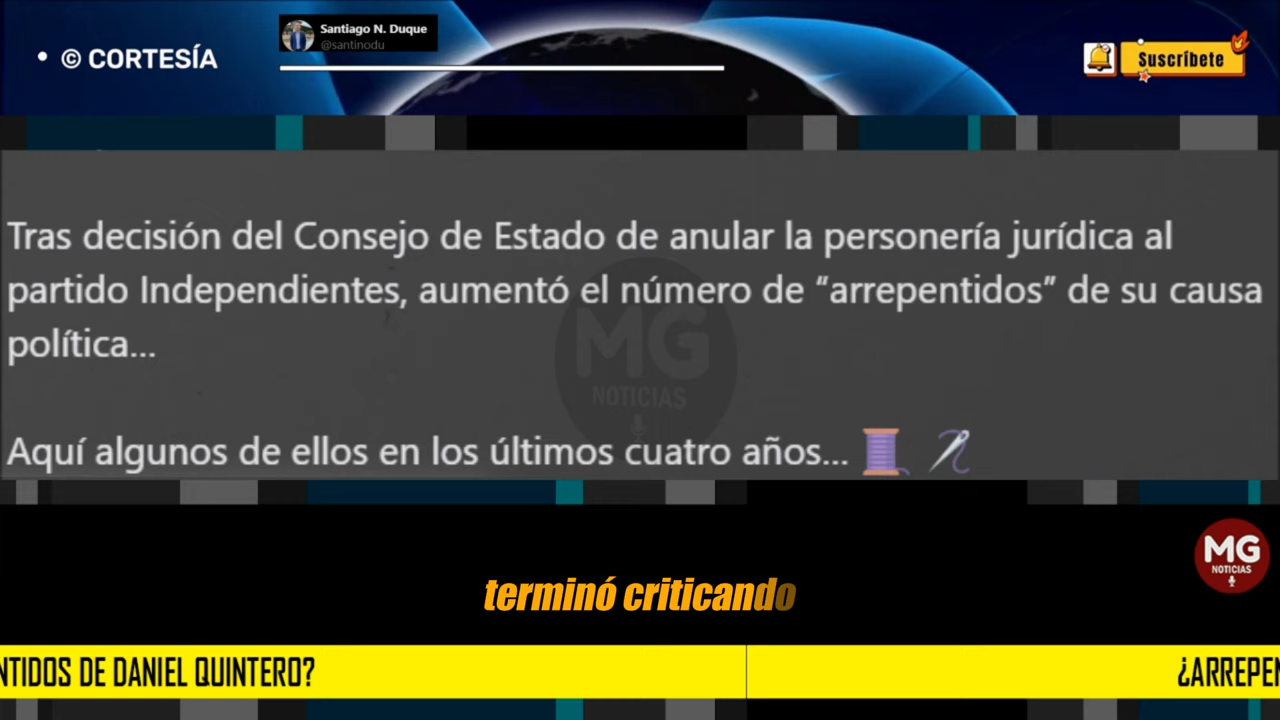 • © CORTESÍA
Santiago N. Duque
@santinodu
Suscríbete
Tras decisión del Consejo de Estado de anular la personería jurídica al
partido Independientes, aumentó el número de “arrepentidos” de su causa
política...
Aquí algunos de ellos en los últimos cuatro años...
MG
NOTICIAS
MG
NOTICIAS
terminó criticando
NTIDOS DE DANIEL QUINTERO?
¿ARREPEN